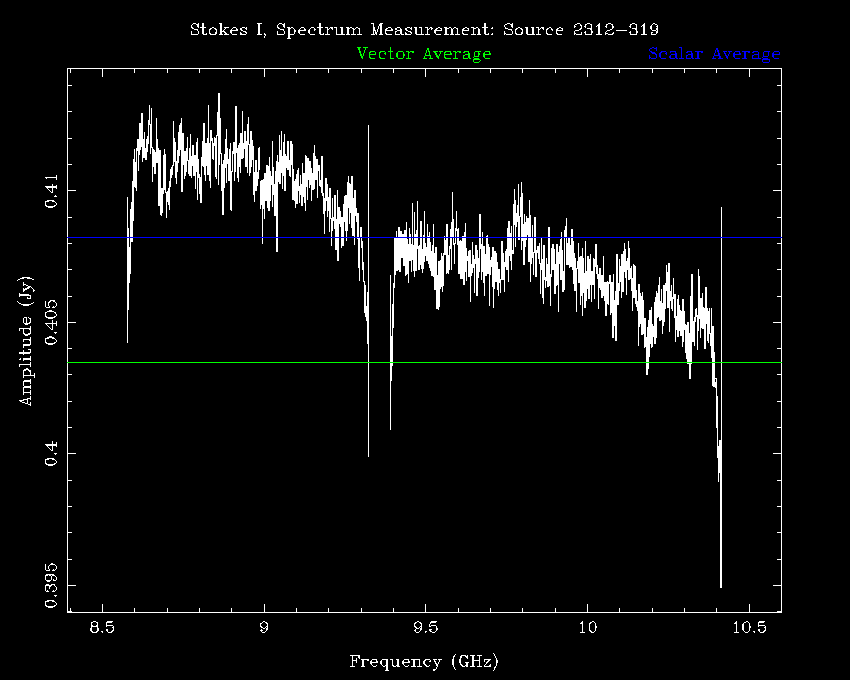 Stokes I, Spectrum Measurement: Source 2312-319
Vector Average Scalar Average
0.41
0.405
0.4
0.395
Amplitude (Jy)
8.5 9 9.5 10 10.5
Frequency (GHz)